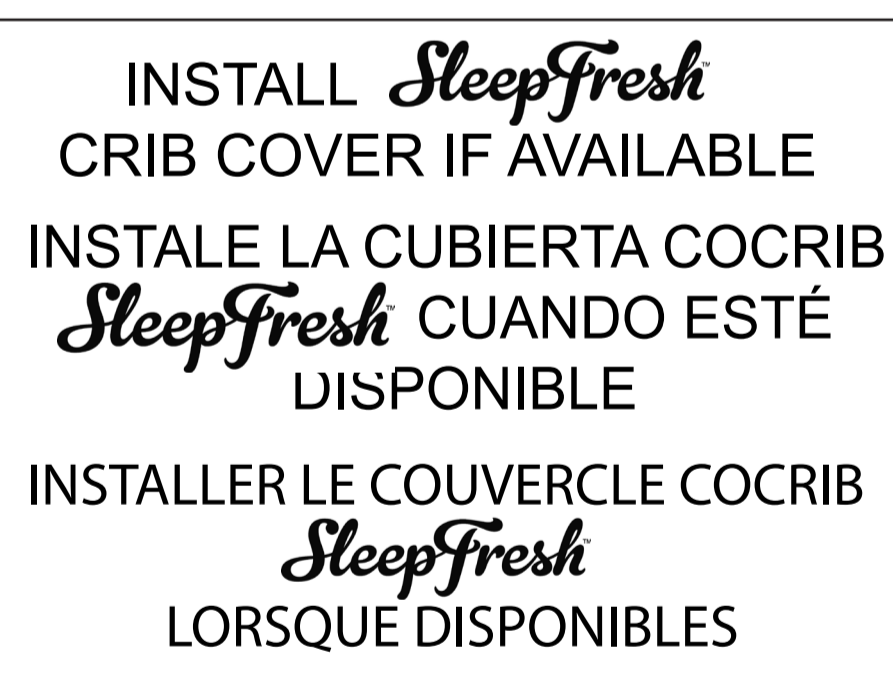 INSTALL SleepFresh™
CRIB COVER IF AVAILABLE
INSTALE LA CUBIERTA COCRIB
SleepFresh™ CUANDO ESTÉ
DISPONIBLE
INSTALLER LE COUVERCLE COCRIB
SleepFresh™
LORSQUE DISPONIBLES